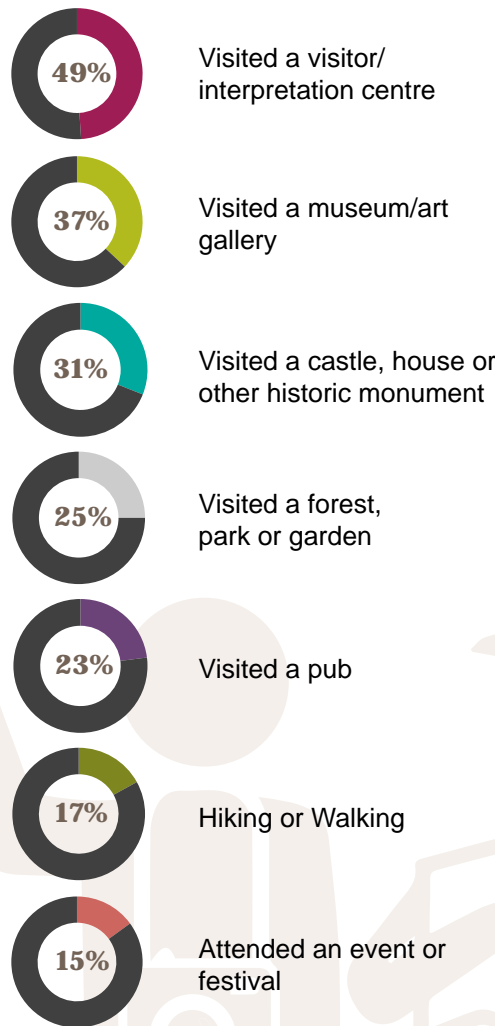 49%
Visited a visitor/
interpretation centre
37%
Visited a museum/art
gallery
31%
Visited a castle, house or
other historic monument
25%
Visited a forest,
park or garden
23%
Visited a pub
17%
Hiking or Walking
15%
Attended an event or
festival